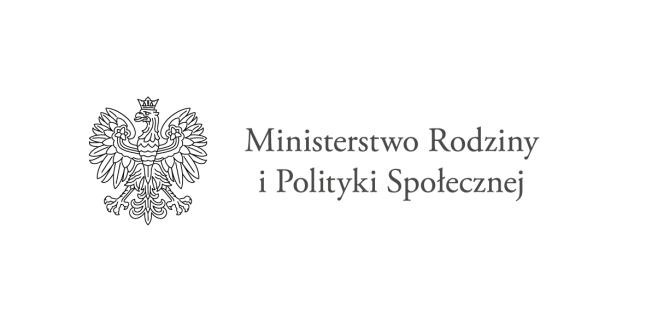 Ministerstwo Rodziny
i Polityki Społecznej